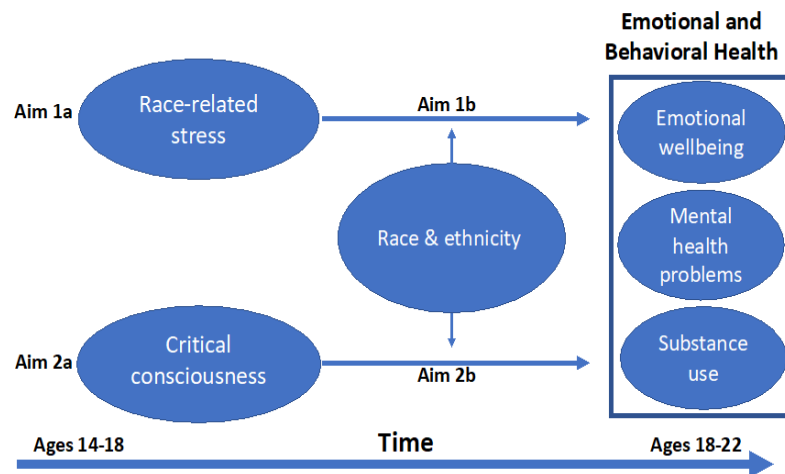 Emotional and
Behavioral Health
Aim 1a
Race-related
stress
Aim 1b
Emotional
wellbeing
Race & ethnicity
Mental
health
problems
Aim 2a
Critical
consciousness
Aim 2b
Substance
use
Ages 14-18
Time
Ages 18-22